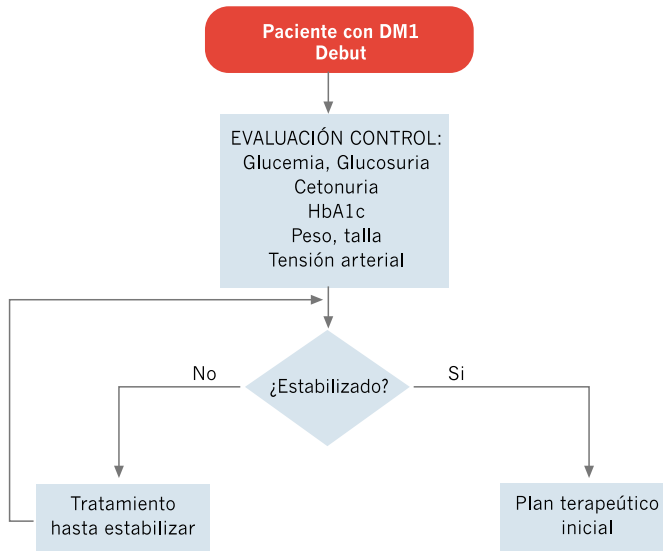 Paciente con DM1
Debut
EVALUACIÓN CONTROL:
Glucemia, Glucosuria
Cetonuria
HbA1c
Peso, talla
Tensión arterial
No
¿Estabilizado?
Si
Tratamiento
hasta estabilizar
Plan terapeútico
inicial